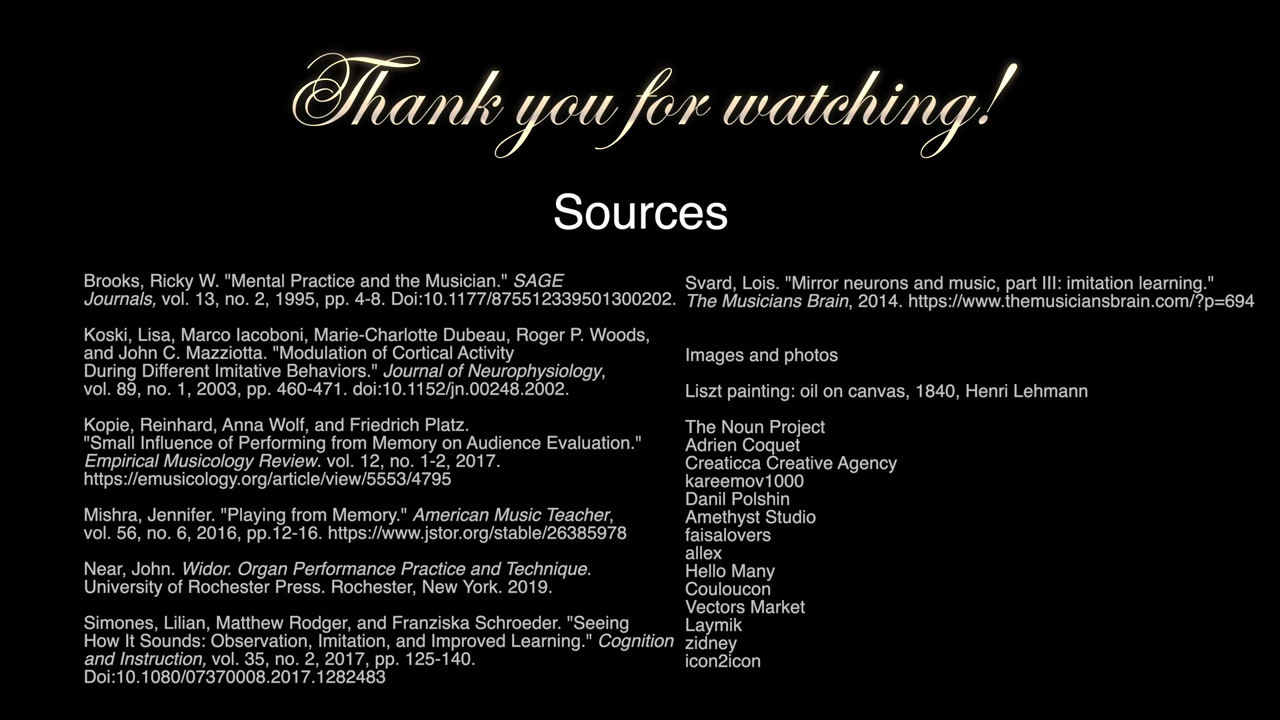 Thank you for watching!
Sources
Brooks, Ricky W. "Mental Practice and the Musician." SAGE
Journals, vol. 13, no. 2, 1995, pp. 4-8. Doi:10.1177/875512339501300202.
Koski, Lisa, Marco Iacoboni, Marie-Charlotte Dubeau, Roger P. Woods,
and John C. Mazziotta. "Modulation of Cortical Activity
During Different Imitative Behaviors." Journal of Neurophysiology,
vol. 89, no. 1, 2003, pp. 460-471. doi:10.1152/jn.00248.2002.
Kopie, Reinhard, Anna Wolf, and Friedrich Platz.
"Small Influence of Performing from Memory on Audience Evaluation."
Empirical Musicology Review. vol. 12, no. 1-2, 2017.
https://emusicology.org/article/view/5553/4795
Mishra, Jennifer. "Playing from Memory." American Music Teacher,
vol. 56, no. 6, 2016, pp.12-16. https://www.jstor.org/stable/26385978
Near, John. Widor. Organ Performance Practice and Technique.
University of Rochester Press. Rochester, New York. 2019.
Simones, Lilian, Matthew Rodger, and Franziska Schroeder. "Seeing
How It Sounds: Observation, Imitation, and Improved Learning." Cognition
and Instruction, vol. 35, no. 2, 2017, pp. 125-140.
Doi:10.1080/07370008.2017.1282483
Svard, Lois. "Mirror neurons and music, part III: imitation learning."
The Musicians Brain, 2014. https://www.themusiciansbrain.com/?p=694
Images and photos
Liszt painting: oil on canvas, 1840, Henri Lehmann
The Noun Project
Adrien Coquet
Creaticca Creative Agency
kareemov1000
Danil Polshin
Amethyst Studio
faisalovers
allex
Hello Many
Couloucon
Vectors Market
Laymik
zidney
icon2icon